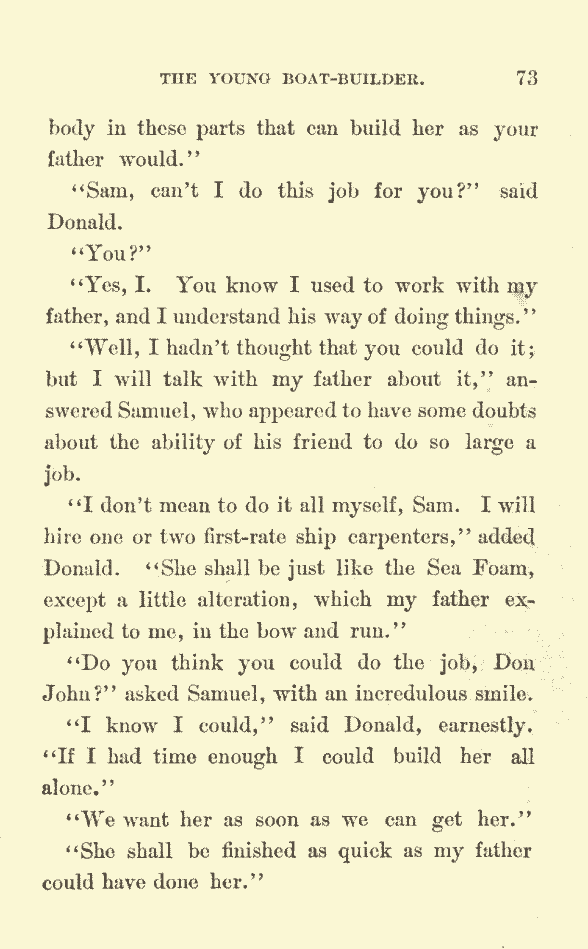 THE YOUNG BOAT-BUILDER. 73
body in these parts that can build her as your
father would."
"Sam, can't I do this job for you?" said
Donald.
"You?"
"Yes, I. You know I used to work with my
father, and I understand his way of doing things."
"Well, I hadn't thought that you could do it;
but I will talk with my father about it," an-
swered Samuel, who appeared to have some doubts
about the ability of his friend to do so large a
job.
"I don't mean to do it all myself, Sam. I will
hire one or two first-rate ship carpenters," added
Donald. "She shall be just like the Sea Foam,
except a little alteration, which my father ex-
plained to me, in the bow and run."
"Do you think you could do the job, Don
John?" asked Samuel, with an incredulous smile.
"I know I could," said Donald, earnestly.
"If I had time enough I could build her all
alone."
"We want her as soon as we can get her."
"She shall be finished as quick as my father
could have done her."